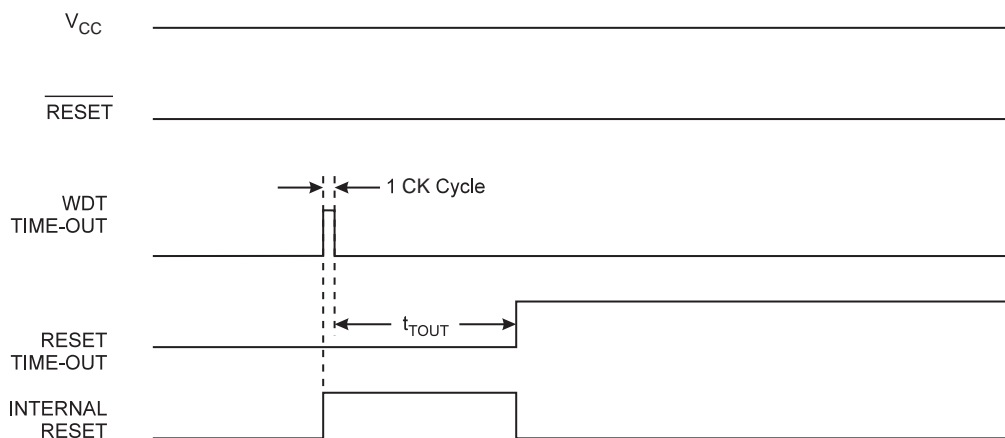 VCC
RESET
1 CK Cycle
WDT
TIME-OUT
tTOUT
RESET
TIME-OUT
INTERNAL
RESET